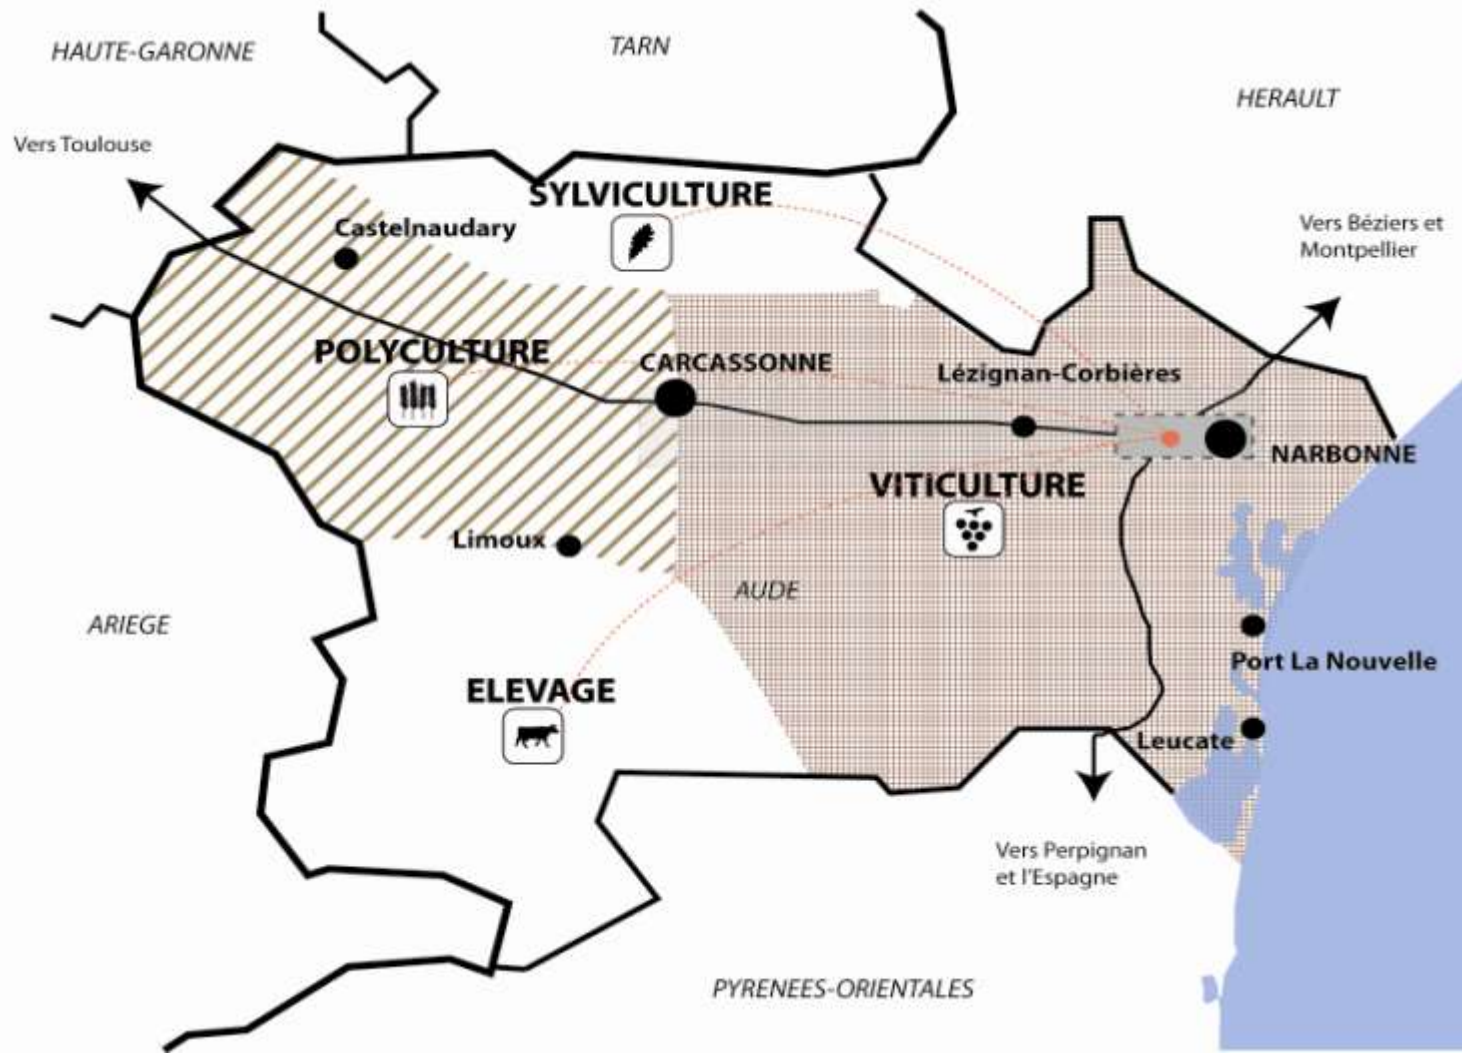 HAUTE-GARONNE
TARN
HERAULT
Vers Toulouse
SYLVICULTURE
Castelnaudary
Vers Béziers et
Montpellier
POLYCULTURE
CARCASSONNE
Lézignan-Corbières
NARBONNE
VITiCULTURE
Limoux
AUDE
ARIEGE
Port La Nouvelle
ELEVAGE
Leucate
Vers Perpignan
et l'Espagne
PYRENEES-ORIENTALES